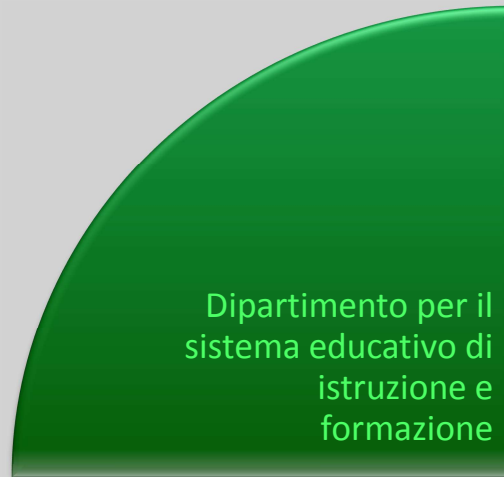 Dipartimento per il
sistema educativo di
istruzione e
formazione